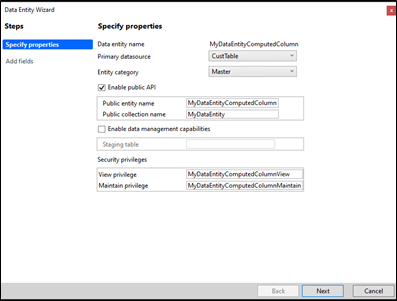 Data Entity Wizard
x
Steps
Specify properties
Specify properties
Add fields
Data entity name MyDataEntityComputedColumn
Primary datasource CustTable
Entity category Master
Enable public API
Public entity name MyDataEntityComputedColumn
Public collection name MyDataEntity
Enable data management capabilities
Staging table
Security privileges
View privilege MyDataEntityComputedColumnView
Maintain privilege MyDataEntityComputedColumnMaintain
Back Next Cancel